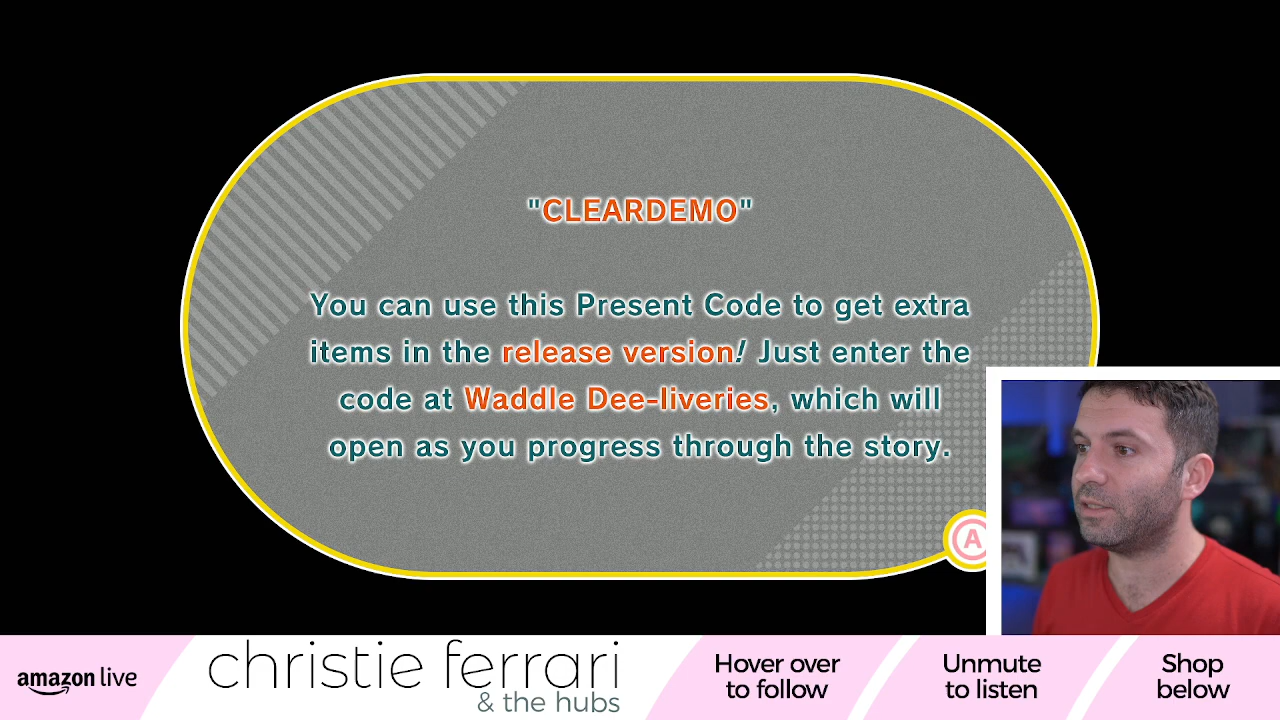 "CLEARDEMO"
You can use this Present Code to get extra
items in the release version! Just enter the
code at Waddle Dee-liveries, which will
open as you progress through the story.
A
amazon live
christie ferrari
& the hubs
Hover over
to follow
Unmute
to listen
Shop
below